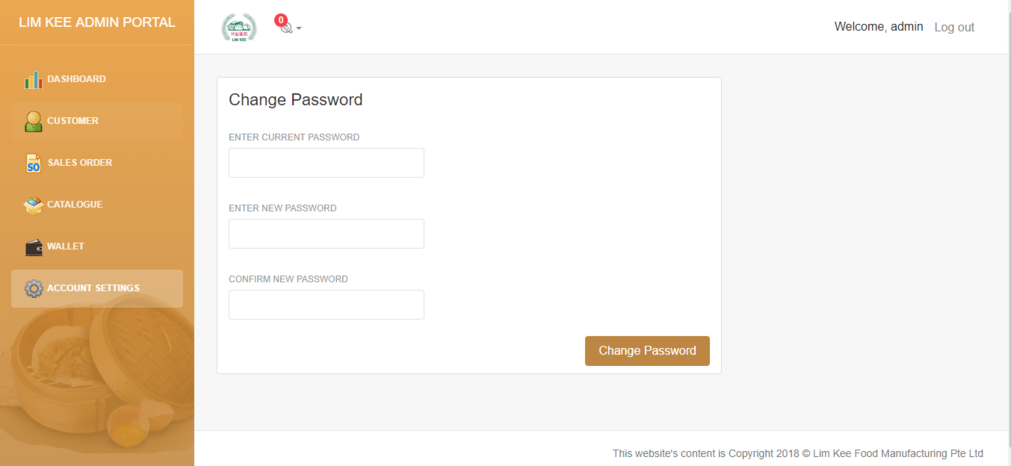 LIM KEE ADMIN PORTAL
LIM KEE
0
Welcome, admin Log out
DASHBOARD
CUSTOMER
SO
SALES ORDER
CATALOGUE
WALLET
ACCOUNT SETTINGS
Change Password
ENTER CURRENT PASSWORD
ENTER NEW PASSWORD
CONFIRM NEW PASSWORD
Change Password
This website's content is Copyright 2018 © Lim Kee Food Manufacturing Pte Ltd